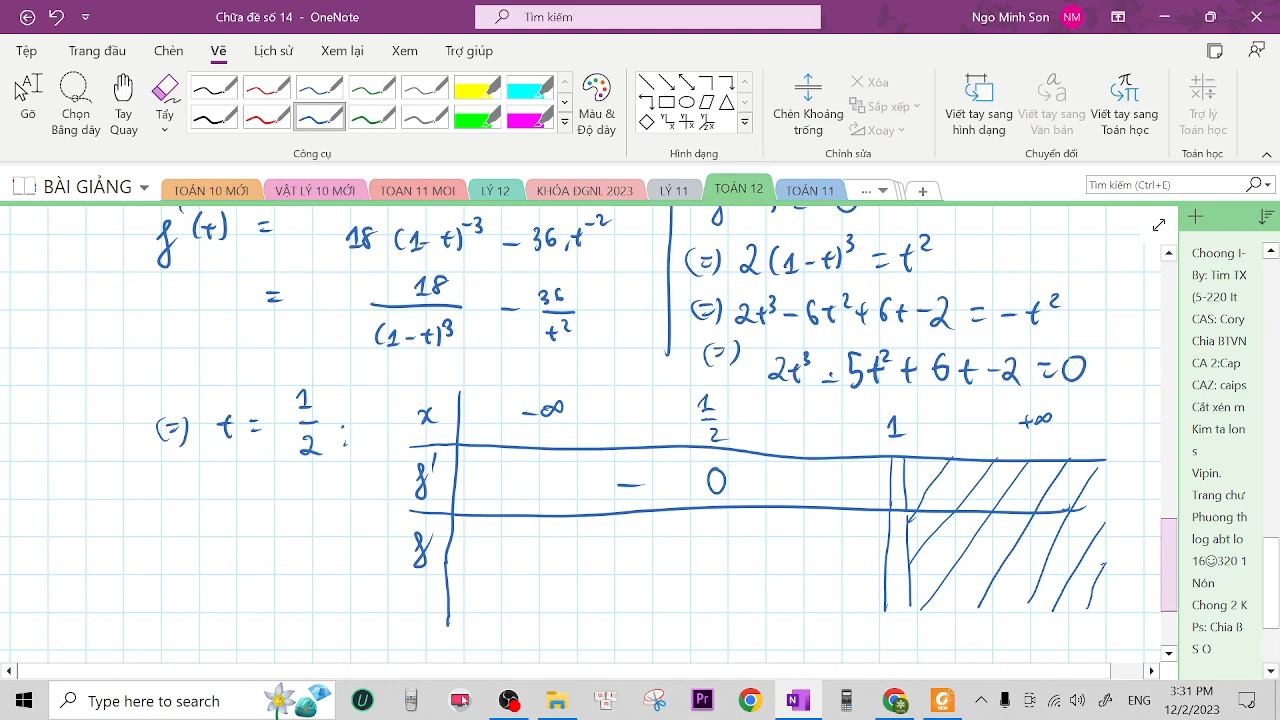 Chữa đề số 14 - OneNote
Tìm kiếm
Ngo Minh Son
NM
Tệp Trang đầu Chèn Vẽ Lịch sử Xem lại Xem Trợ giúp
Gõ
Chọn Bằng dây
Tay Quay
Tẩy
Màu & Độ dày
Chèn Khoảng trống
Xóa
Sắp xếp
Xoay
Viết tay sang hình dạng
Viết tay sang Văn bản
Viết tay sang Toán học
Từ lý Toán học
Công cụ
Hình dạng
Chỉnh sửa
Chuyển đổi
Toán học
BÀI GIẢNG
TOÁN 10 MỚI
VẬT LÝ 10 MỚI
TOAN 11 MOI
LÝ 12
KHÓA ĐGNL 2023
LÝ 11
TOÁN 12
TOÁN 11
...
Tìm kiếm (Ctrl+E)
f'(t) = 18 (1-t)^-3 - 36.t^-2
= 18/(1-t)^3 - 36/t^2
(=) 2(1-t)^3 = t^2
(=) 2t^3 - 6t^2 + 6t - 2 = -t^2
(=) 2t^3 - 5t^2 + 6t - 2 = 0
(=) t = 1/2 :
x -∞ 1/2 1 +∞
f' - 0
f
Choong I-
By: Tim TX
(5-220 It
CAS: Cory
Chia BTVN
CA 2:Cap
CAZ: caips
Cắt xén m
Kim ta lon
s
Vipin.
Trang chư
Phuong th
log abt lo
16☺320 1
Nón
Chong 2 K
Ps: Chia B
S O
Type here to search
ENG
3:31 PM
12/2/2023